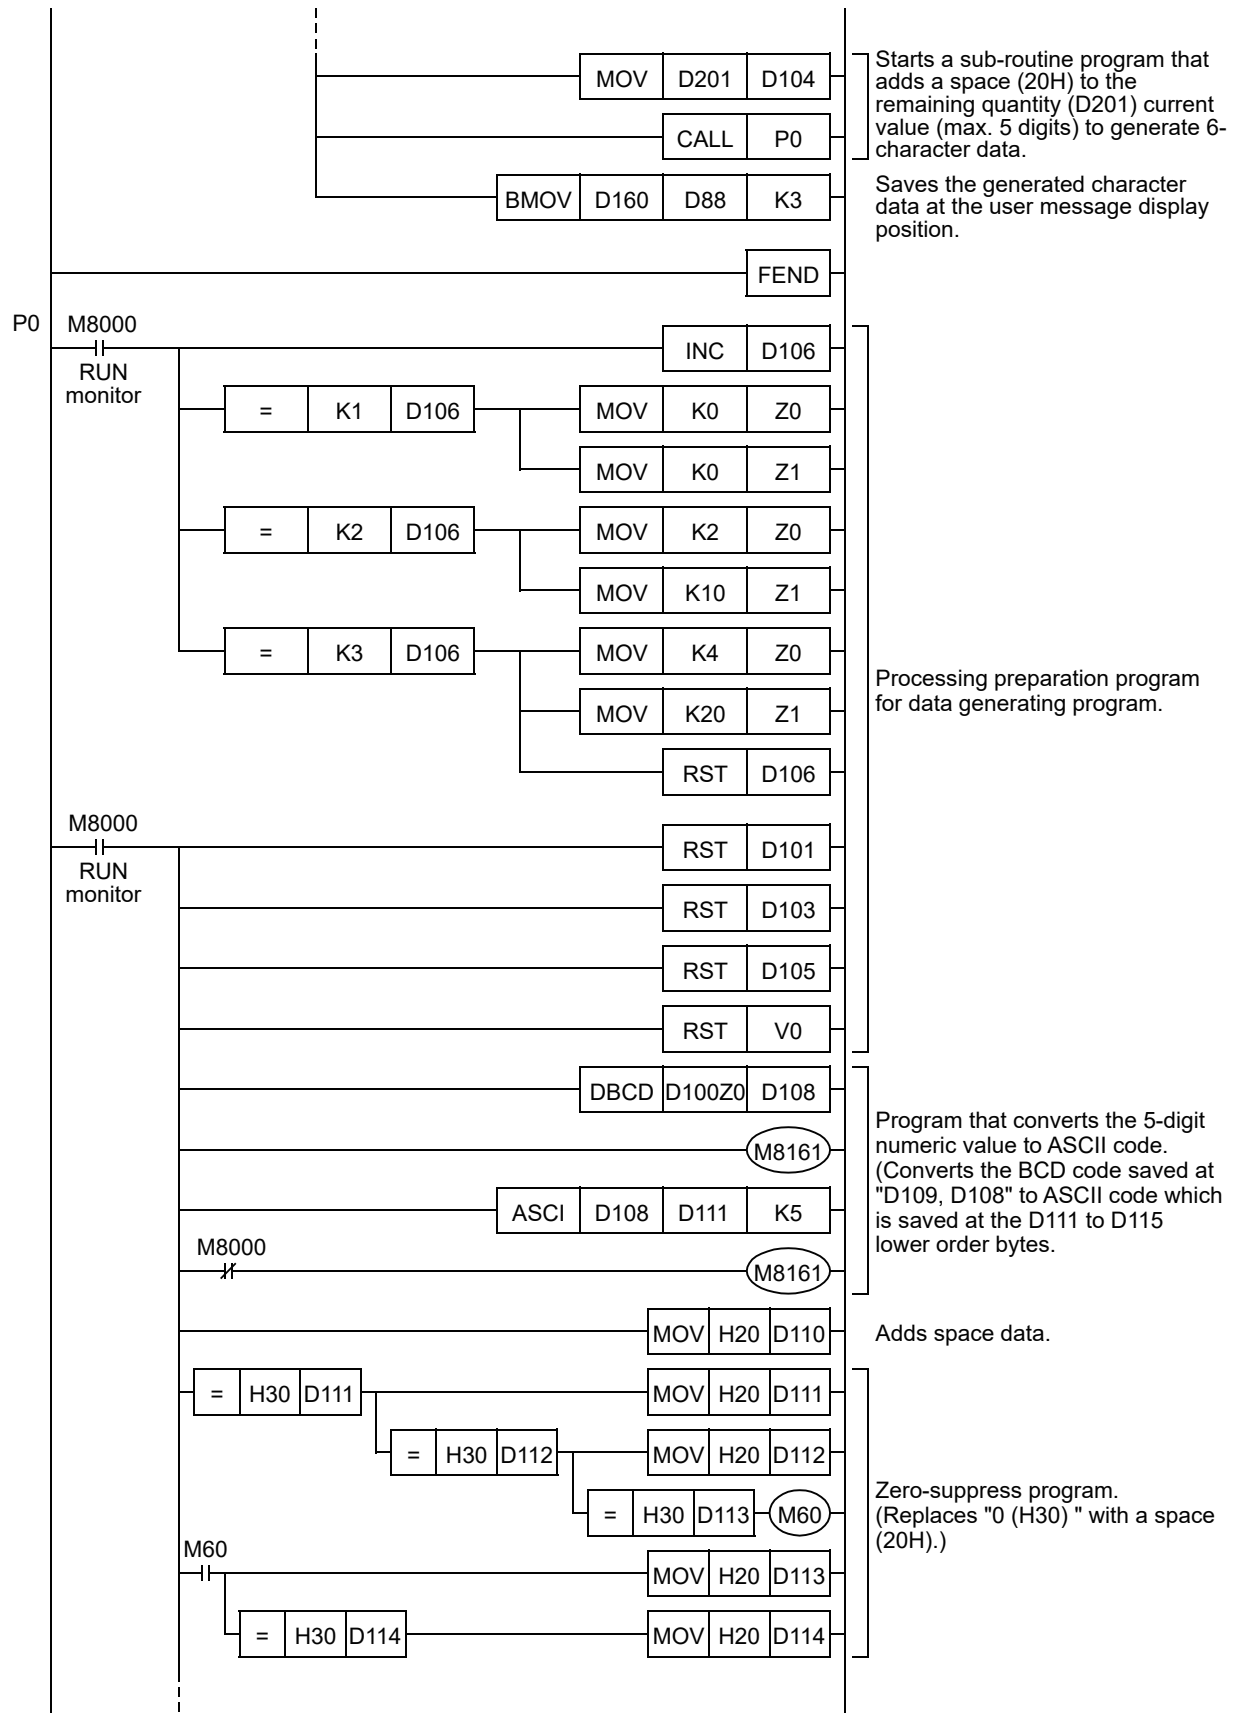 MOV D201 D104
CALL P0
Starts a sub-routine program that
adds a space (20H) to the
remaining quantity (D201) current
value (max. 5 digits) to generate 6-
character data.
BMOV D160 D88 K3
Saves the generated character
data at the user message display
position.
FEND
P0 M8000
RUN
monitor
INC D106
= K1 D106 MOV K0 Z0
MOV K0 Z1
= K2 D106 MOV K2 Z0
MOV K10 Z1
= K3 D106 MOV K4 Z0
MOV K20 Z1
RST D106
Processing preparation program
for data generating program.
M8000
RUN
monitor
RST D101
RST D103
RST D105
RST V0
DBCD D100Z0 D108
M8161
ASCI D108 D111 K5
M8000
M8161
Program that converts the 5-digit
numeric value to ASCII code.
(Converts the BCD code saved at
"D109, D108" to ASCII code which
is saved at the D111 to D115
lower order bytes.
MOV H20 D110
Adds space data.
= H30 D111 MOV H20 D111
= H30 D112 MOV H20 D112
= H30 D113 M60
M60
MOV H20 D113
= H30 D114 MOV H20 D114
Zero-suppress program.
(Replaces "0 (H30) " with a space
(20H).)